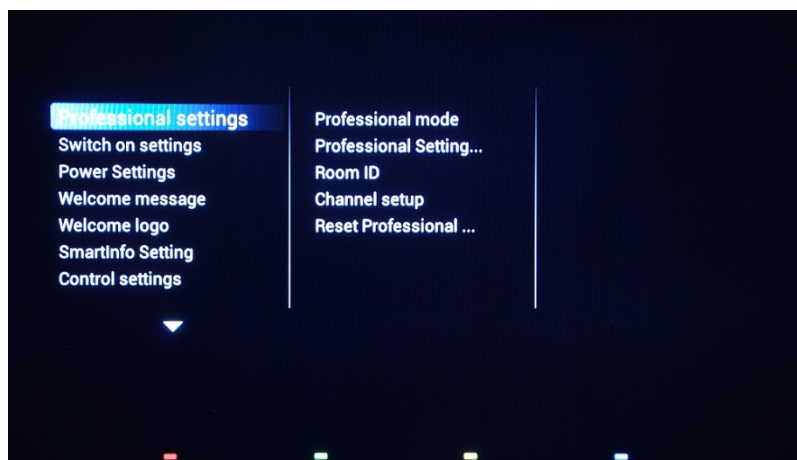 Professional settings
Switch on settings
Power Settings
Welcome message
Welcome logo
SmartInfo Setting
Control settings
Professional mode
Professional Setting...
Room ID
Channel setup
Reset Professional ...